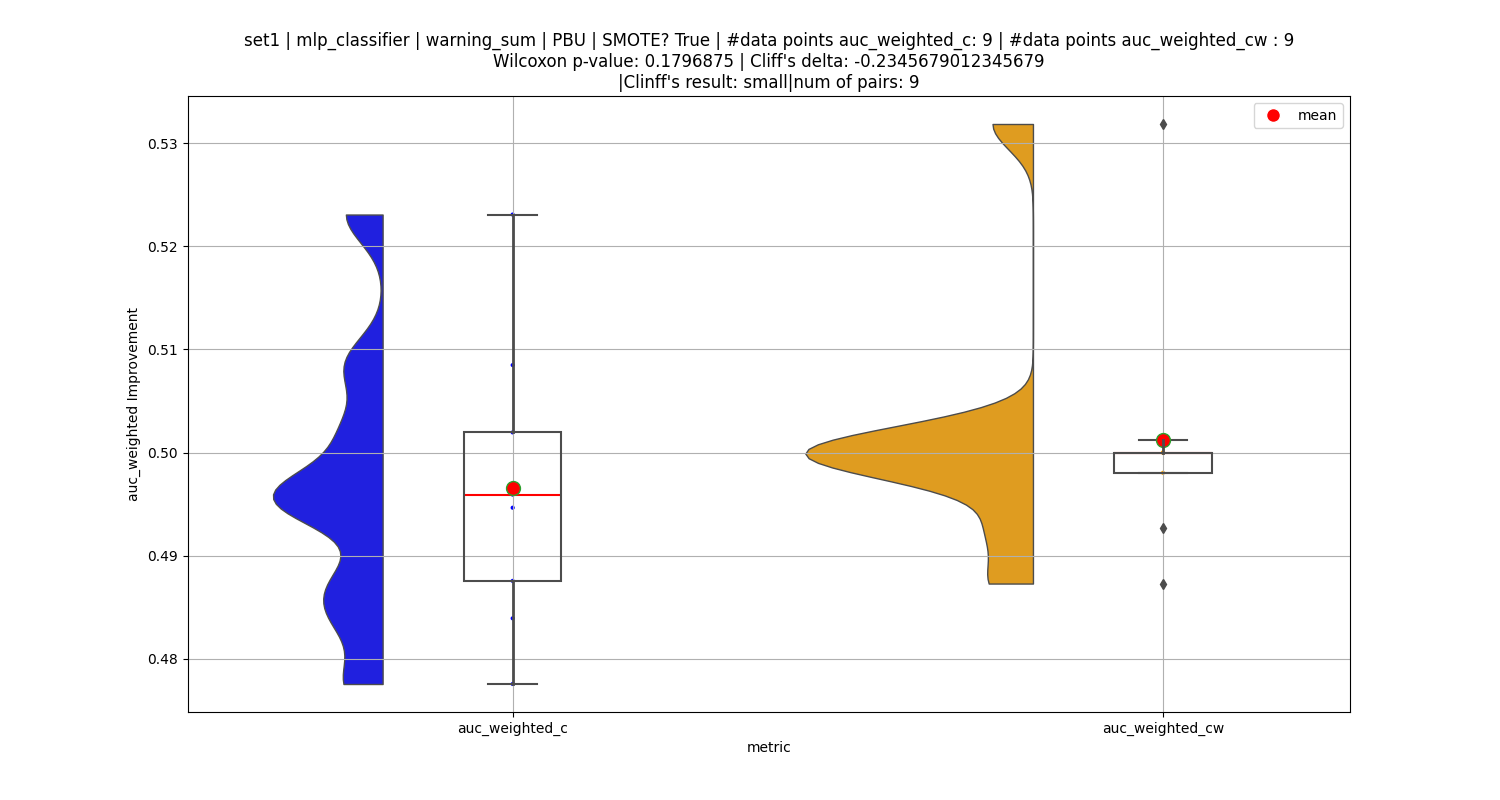 set1 | mlp_classifier | warning_sum | PBU | SMOTE? True | #data points auc_weighted_c: 9 | #data points auc_weighted_cw : 9
Wilcoxon p-value: 0.1796875 | Cliff's delta: -0.2345679012345679
|Clinff's result: small|num of pairs: 9
mean
0.53
0.52
0.51
0.50
0.49
0.48
auc_weighted Improvement
auc_weighted_c
auc_weighted_cw
metric